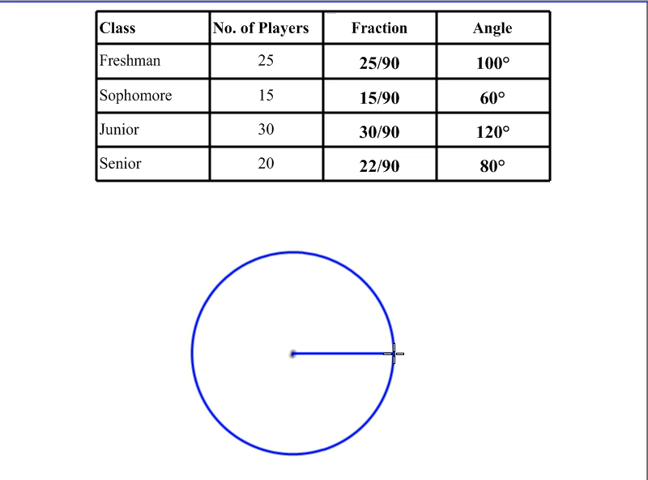 Class No. of Players Fraction Angle
Freshman 25 25/90 100°
Sophomore 15 15/90 60°
Junior 30 30/90 120°
Senior 20 22/90 80°